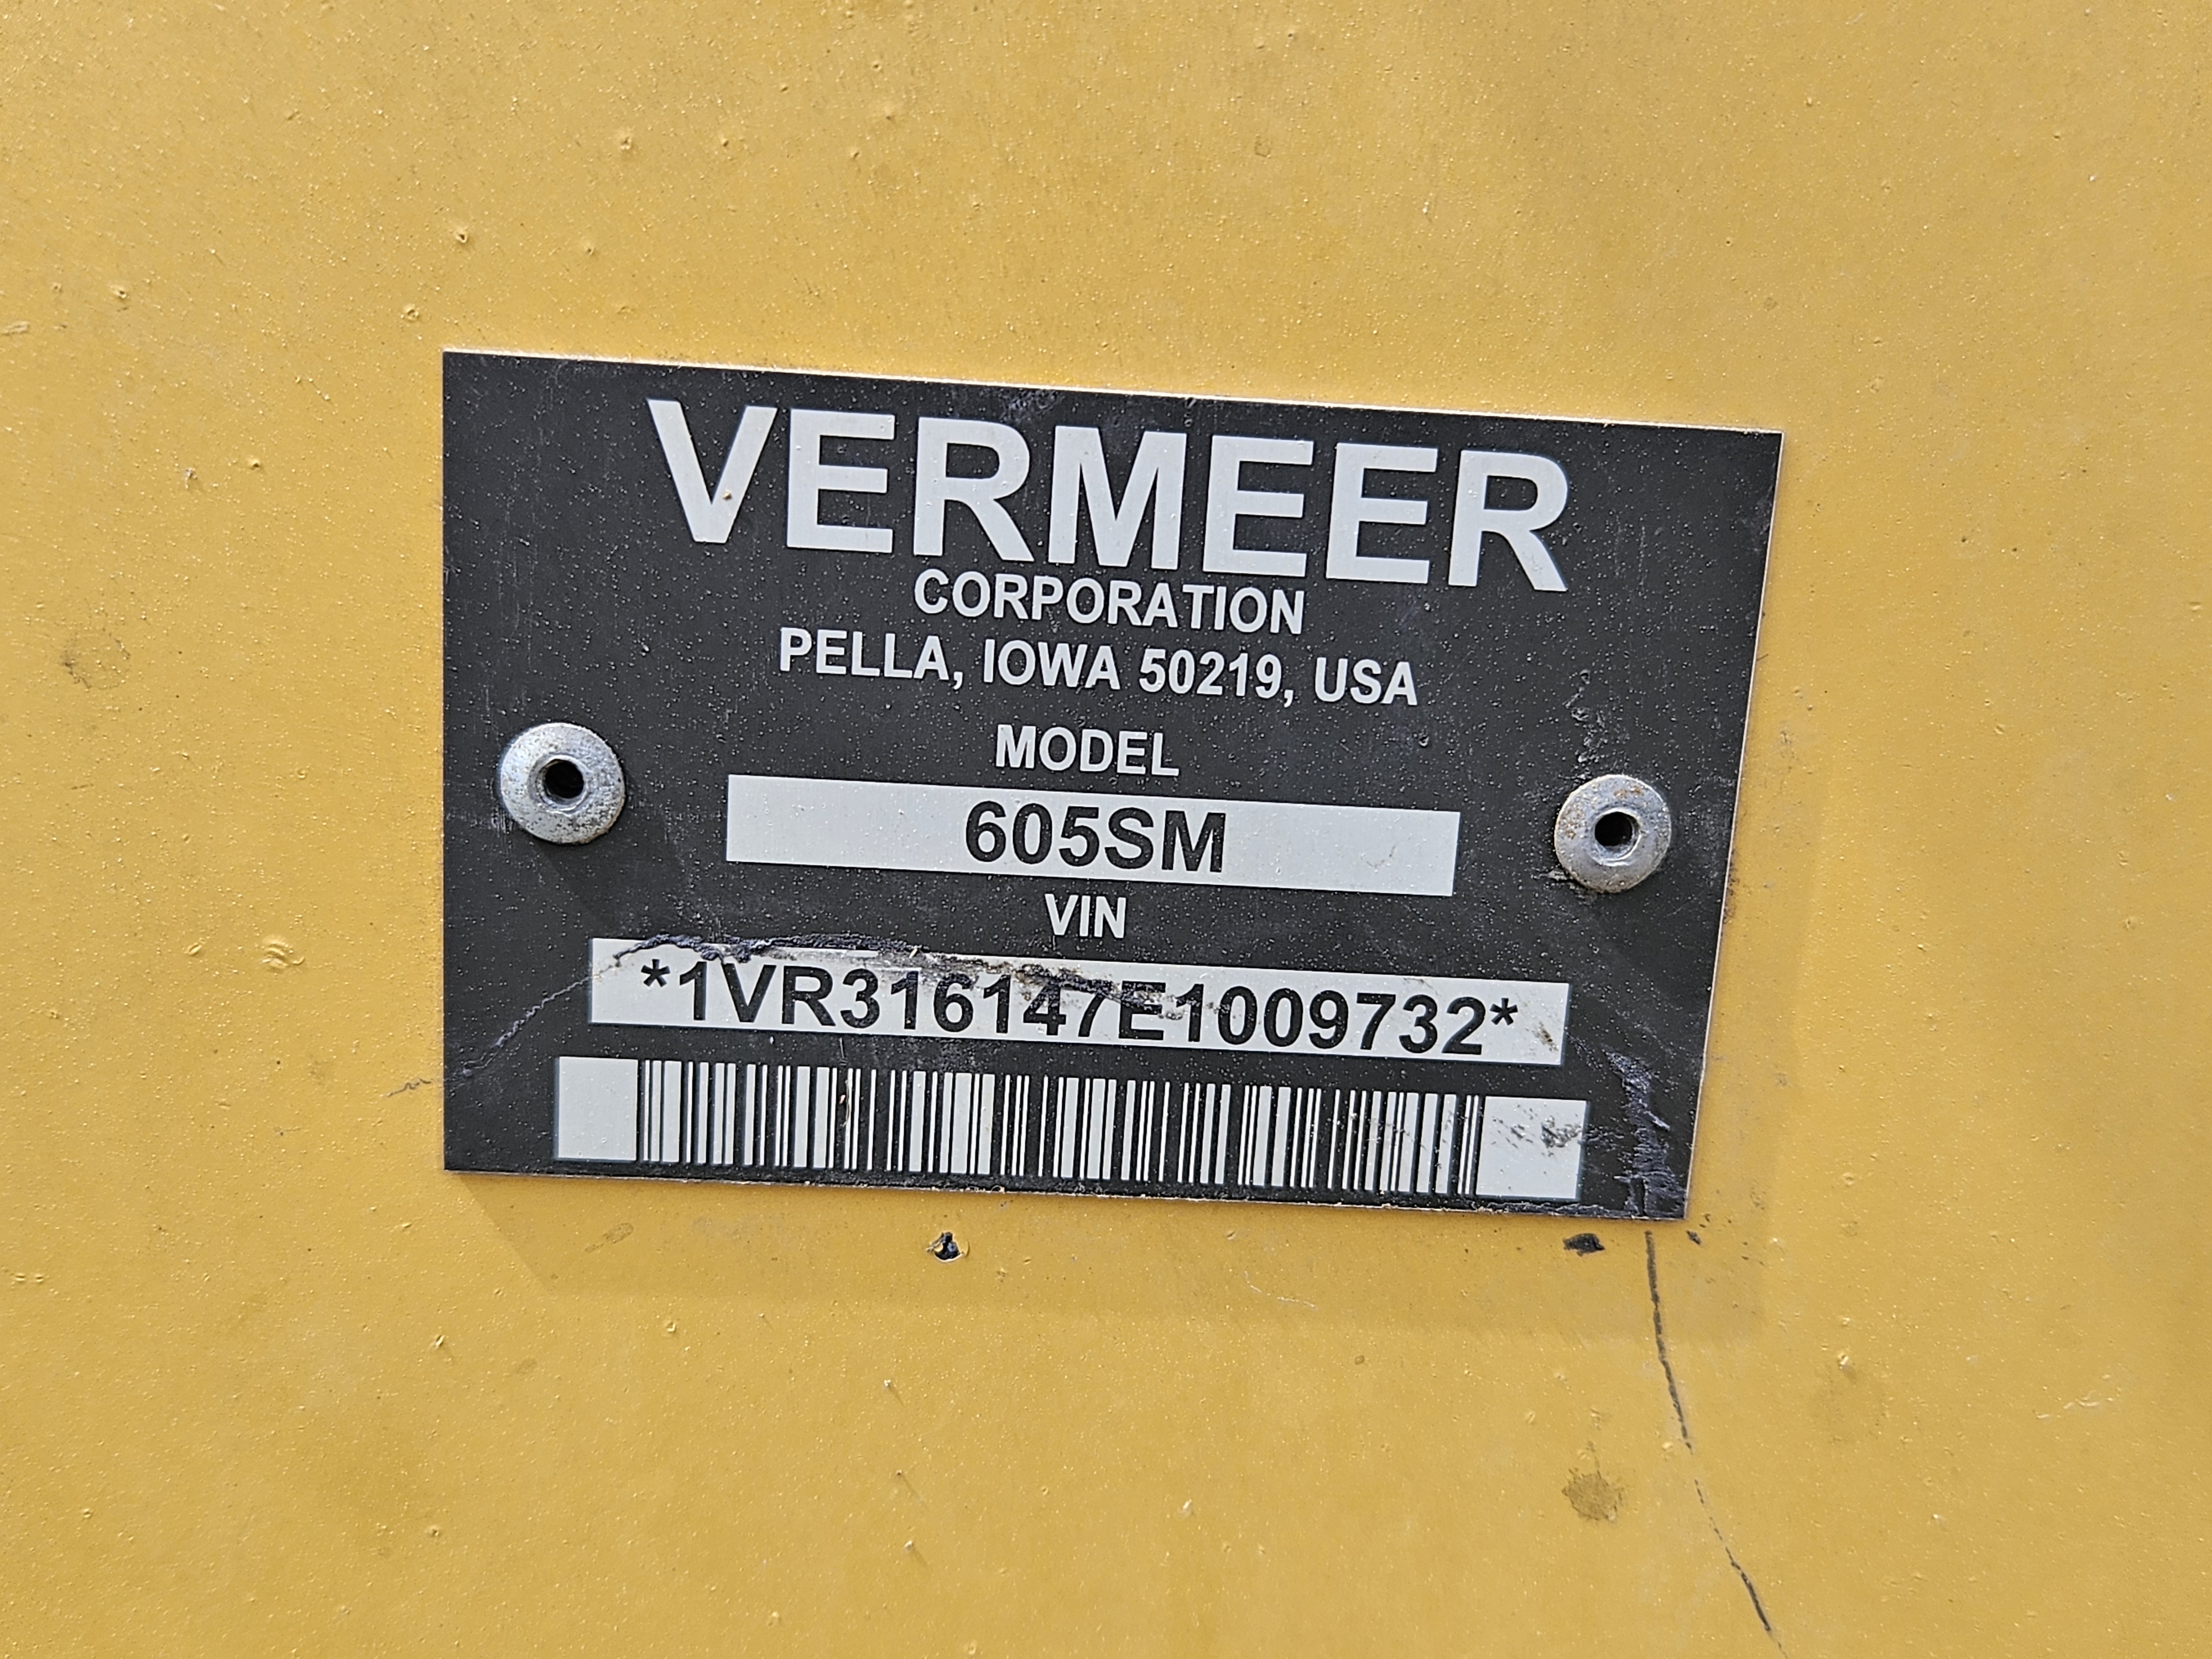 VERMEER
CORPORATION
PELLA, IOWA 50219, USA
MODEL
605SM
VIN
*1VR316147E1009732*